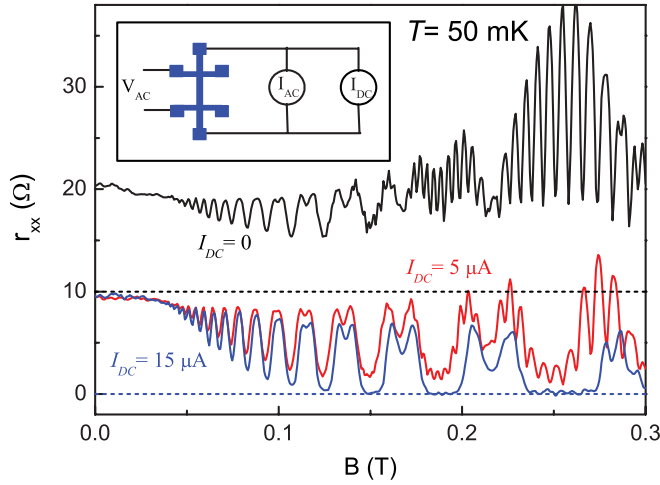 T= 50 mK
V_AC
I_AC
I_DC
30
20
10
0
r_xx (Ω)
I_DC= 0
I_DC= 5 μA
I_DC= 15 μA
0.0
0.1
0.2
0.3
B (T)